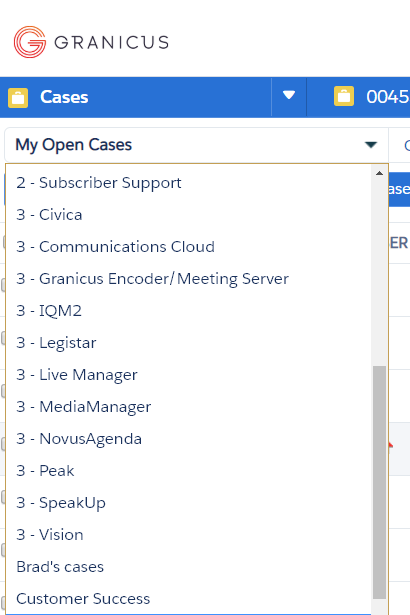 GRANICUS
Cases
0045
My Open Cases
2 - Subscriber Support
ase
3 - Civica
ER
3 - Communications Cloud
3 - Granicus Encoder/Meeting Server
3 - IQM2
3 - Legistar
3 - Live Manager
3 - MediaManager
3 - NovusAgenda
3 - Peak
3 - SpeakUp
3 - Vision
Brad's cases
Customer Success